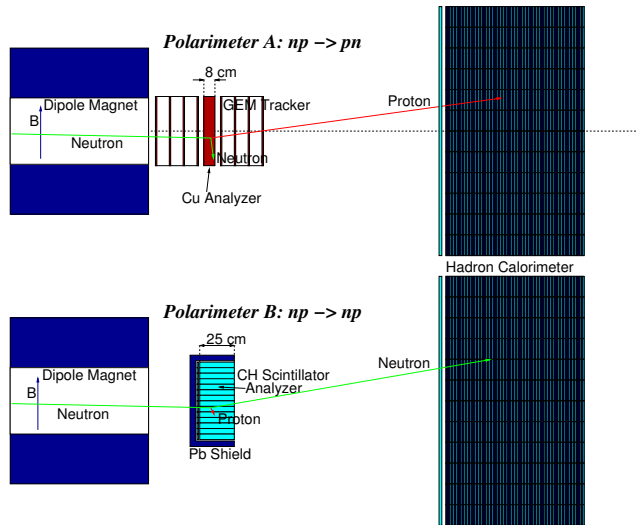 Polarimeter A: np −> pn
8 cm
Dipole Magnet
GEM Tracker
Proton
B
Neutron
Neutron
Cu Analyzer
Hadron Calorimeter
Polarimeter B: np −> np
25 cm
Dipole Magnet
CH Scintillator
Analyzer
Neutron
B
Neutron
Proton
Pb Shield